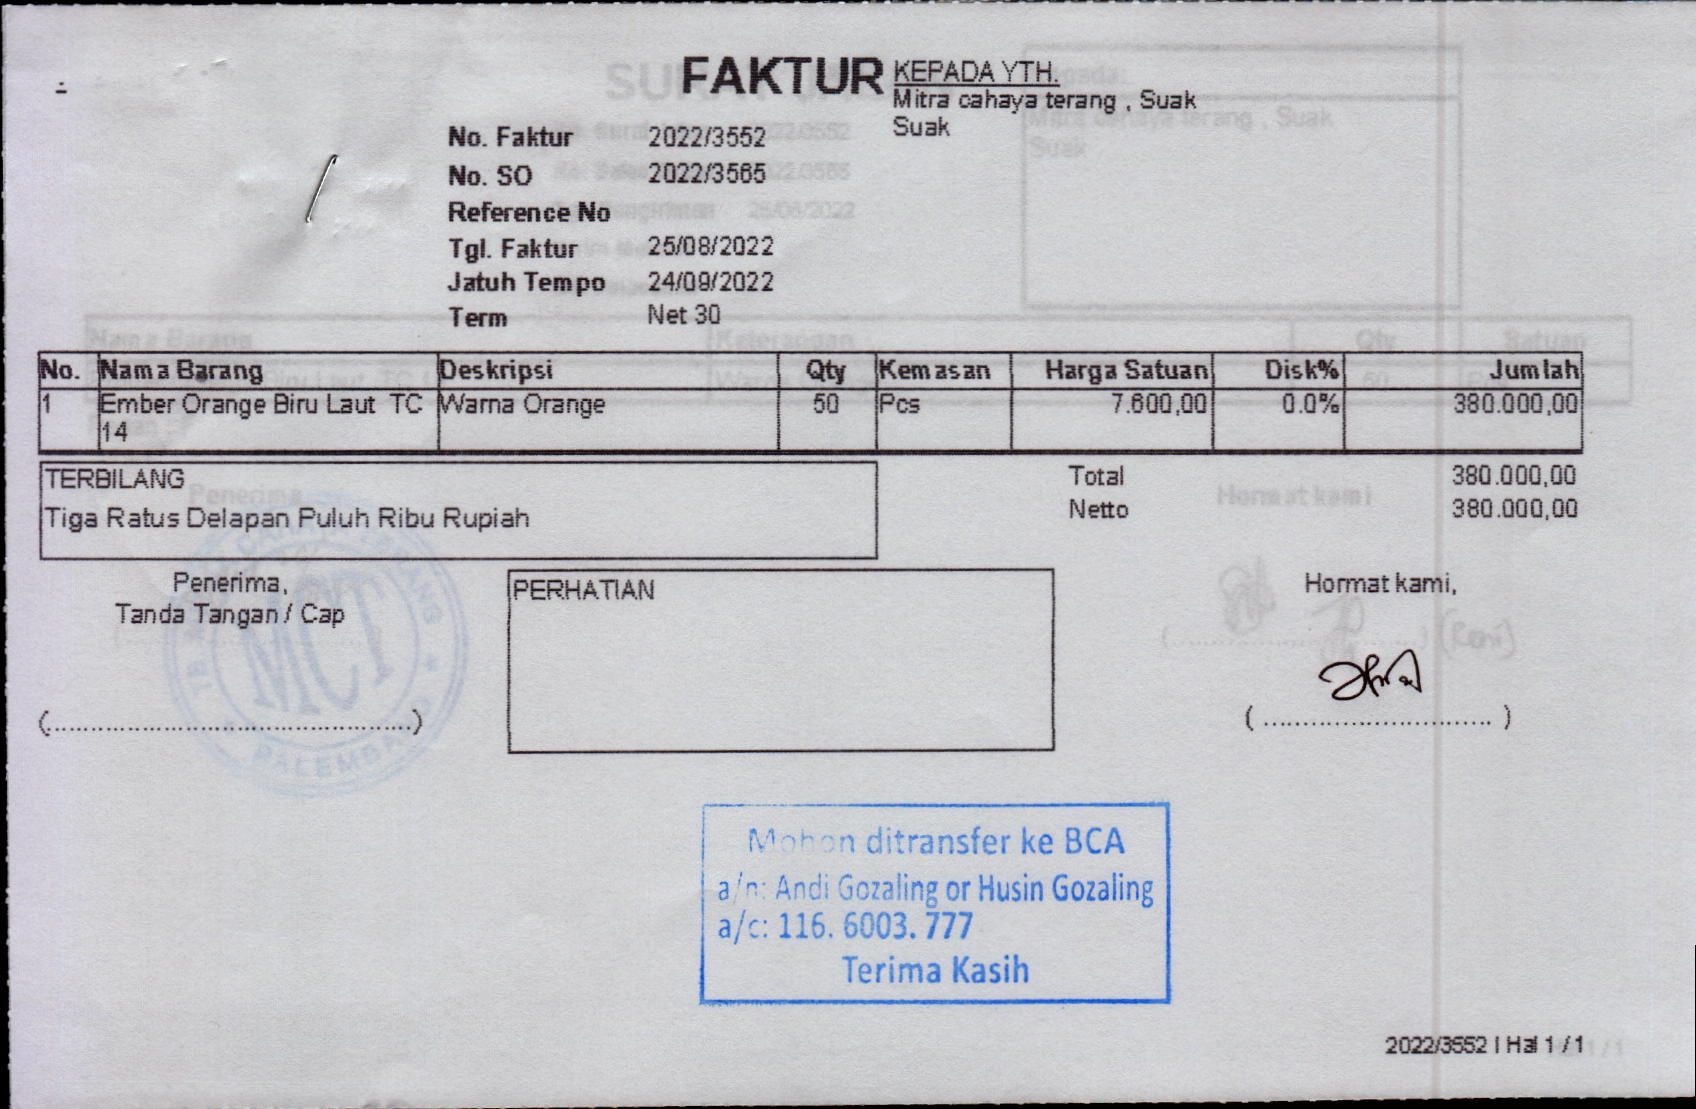 FAKTUR
KEPADA YTH.
Mitra cahaya terang , Suak
Suak
No. Faktur 2022/3552
No. SO 2022/3565
Reference No
Tgl. Faktur 25/08/2022
Jatuh Tempo 24/09/2022
Term Net 30
No. Nama Barang Deskripsi Qty Kemasan Harga Satuan Disk% Jumlah
1 Ember Orange Biru Laut TC Warna Orange 50 Pcs 7.600,00 0.0% 380.000,00
14
TERBILANG
Tiga Ratus Delapan Puluh Ribu Rupiah
Total 380.000,00
Netto 380.000,00
Penerima,
Tanda Tangan / Cap
(....................................................)
PERHATIAN
Hormat kami,
( ............................. )
Mohon ditransfer ke BCA
a/n: Andi Gozaling or Husin Gozaling
a/c: 116. 6003. 777
Terima Kasih
2022/3552 | Hal 1 / 1